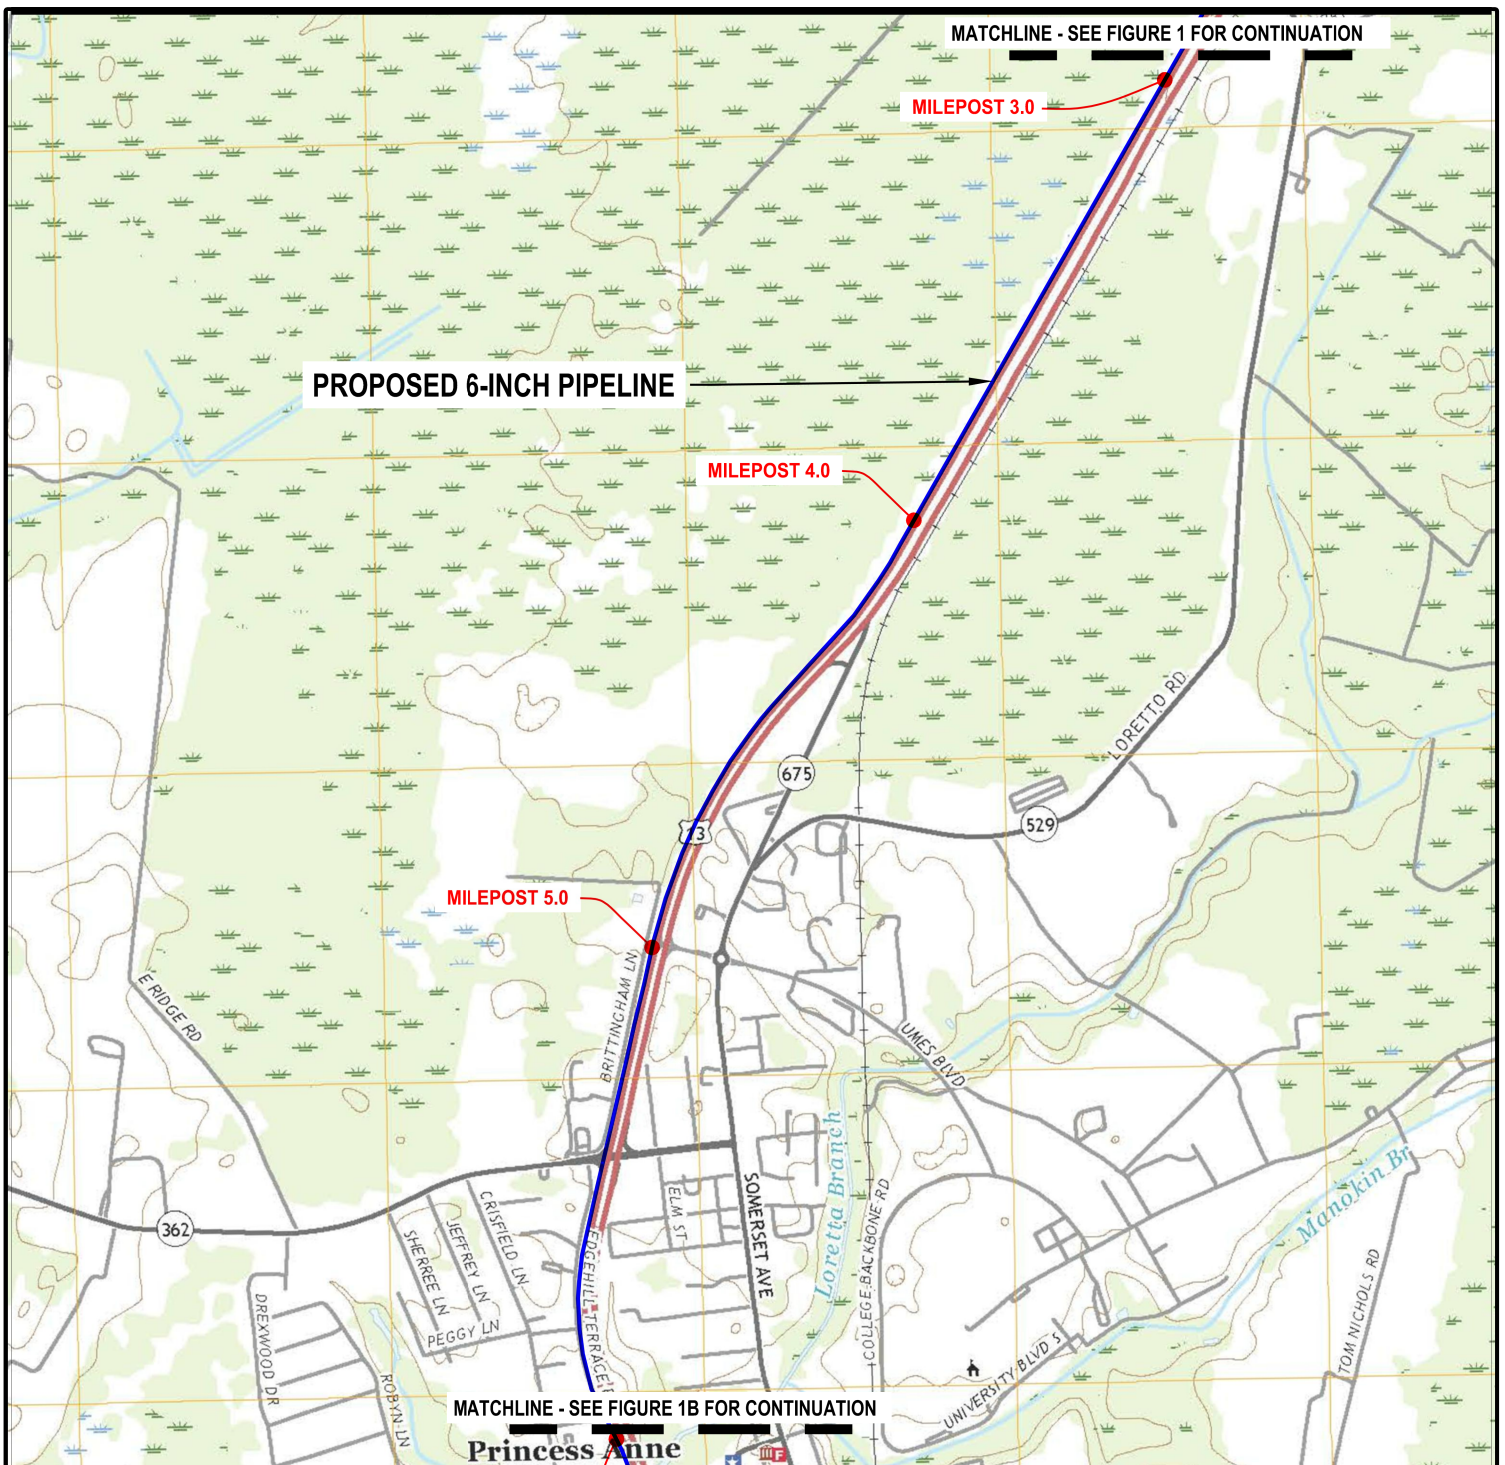 MATCHLINE - SEE FIGURE 1 FOR CONTINUATION
MILEPOST 3.0
PROPOSED 6-INCH PIPELINE
MILEPOST 4.0
LORETTO RD
675
13
529
MILEPOST 5.0
BRITTINGHAM LN
E RIDGE RD
UMES BLVD
Loretta Branch
Manokin Br
362
SHERREE LN
JEFFREY LN
CRISFIELD LN
PEGGY LN
ELM ST
SOMERSET AVE
EDGEHILL TERRACE
COLLEGE BACKBONE RD
TOM NICHOLS RD
DREXWOOD DR
ROBYN LN
UNIVERSITY BLVD S
MATCHLINE - SEE FIGURE 1B FOR CONTINUATION
Princess Anne
F